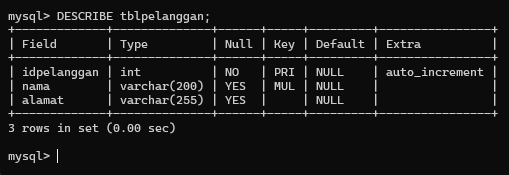 mysql> DESCRIBE tblpelanggan;
+-------------+--------------+------+-----+---------+----------------+
| Field       | Type         | Null | Key | Default | Extra          |
+-------------+--------------+------+-----+---------+----------------+
| idpelanggan | int          | NO   | PRI | NULL    | auto_increment |
| nama        | varchar(200) | YES  | MUL | NULL    |                |
| alamat      | varchar(255) | YES  |     | NULL    |                |
+-------------+--------------+------+-----+---------+----------------+
3 rows in set (0.00 sec)
mysql>